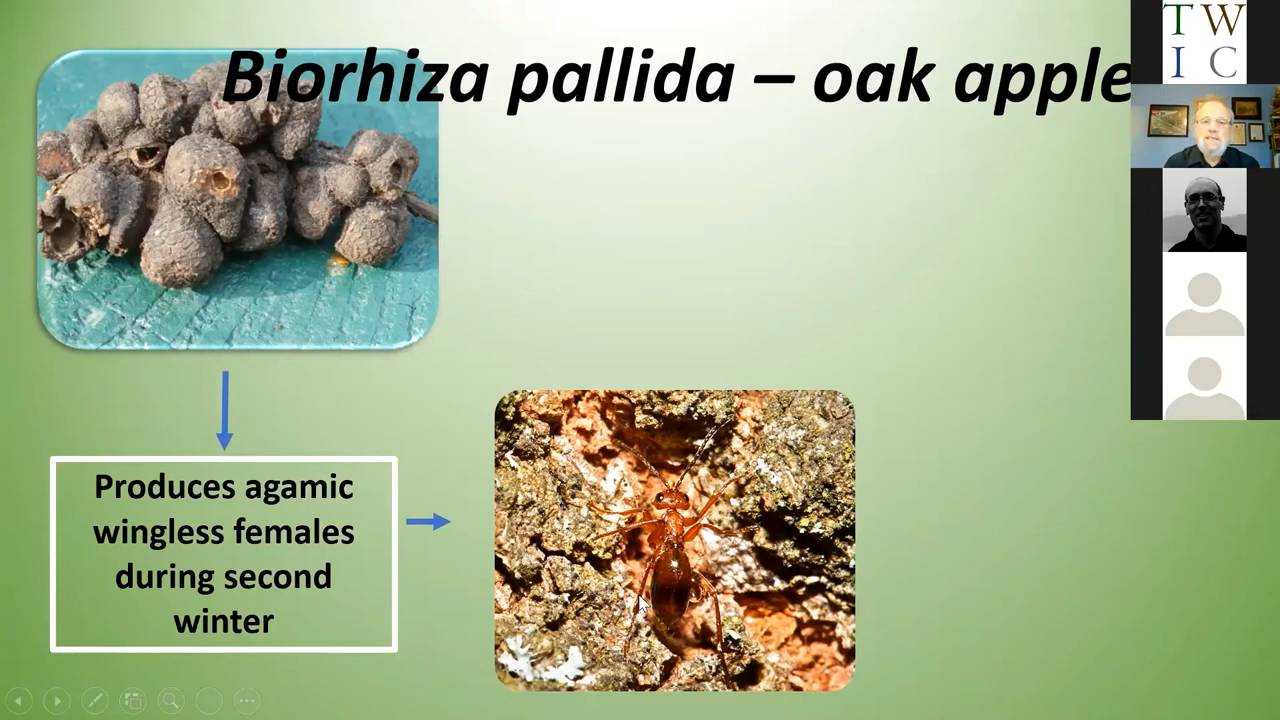 Biorhiza pallida – oak apple
T W
I C
Produces agamic
wingless females
during second
winter